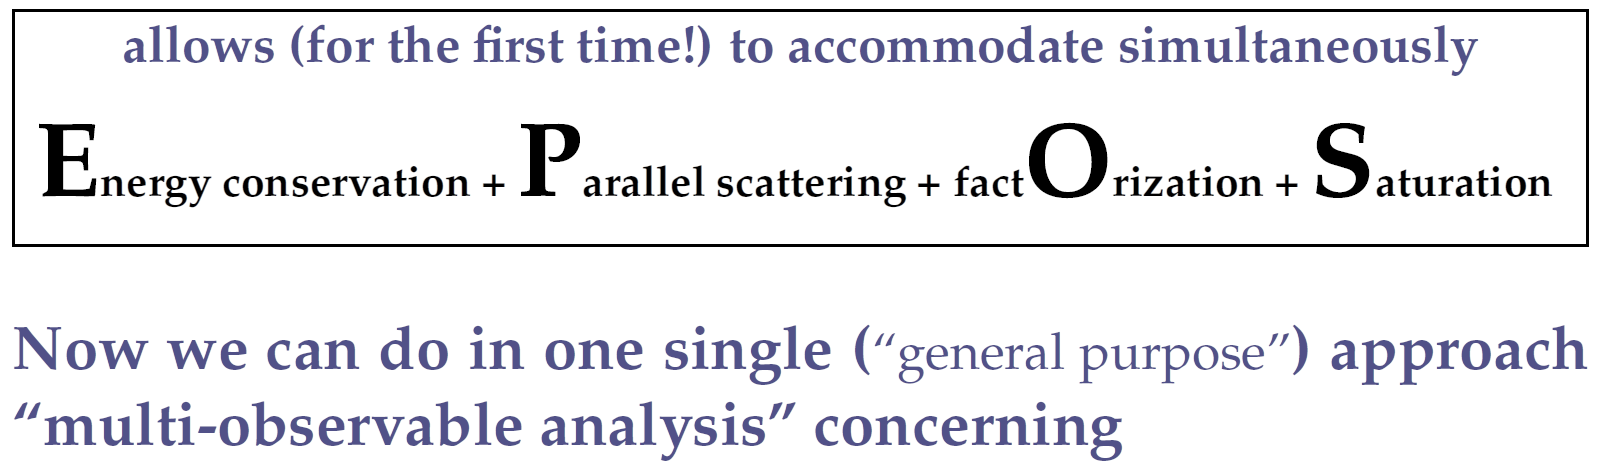 allows (for the first time!) to accommodate simultaneously
Energy conservation + Parallel scattering + factOrization + Saturation
Now we can do in one single (“general purpose”) approach
“multi-observable analysis” concerning